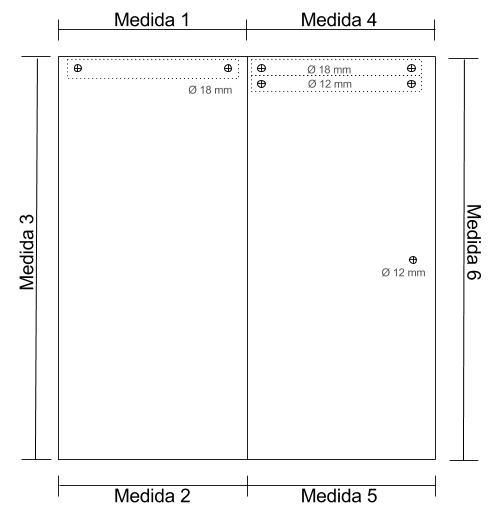 Medida 1
Medida 4
Ø 18 mm
Ø 18 mm
Ø 12 mm
Medida 3
Medida 6
Ø 12 mm
Medida 2
Medida 5